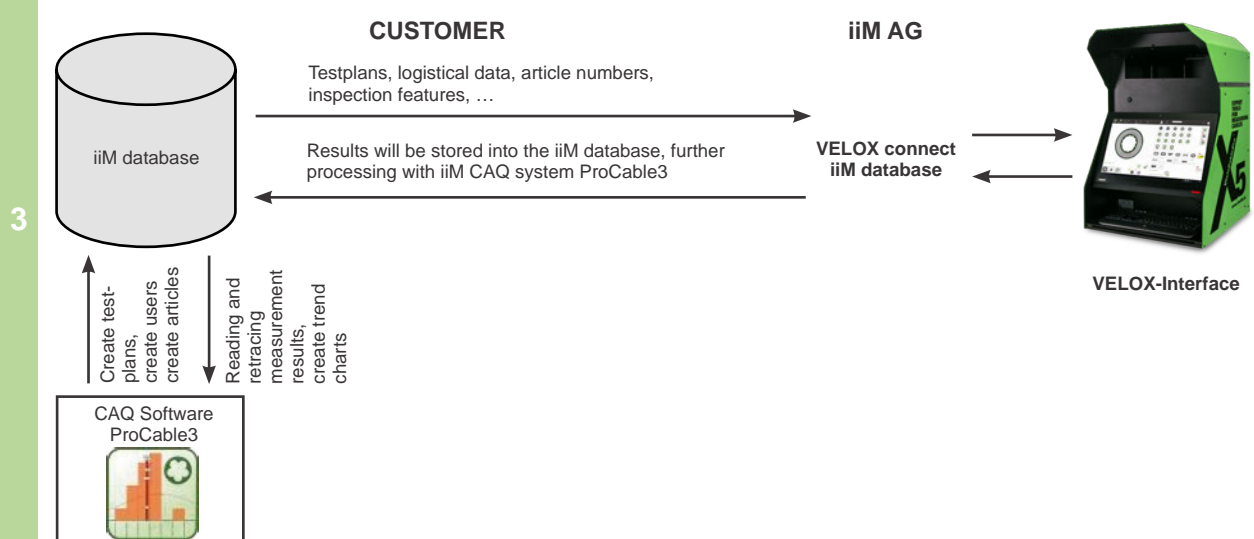 CUSTOMER
iiM AG
Testplans, logistical data, article numbers,
inspection features, …
iiM database
Results will be stored into the iiM database, further
processing with iiM CAQ system ProCable3
VELOX connect
iiM database
X5
VELOX-Interface
3
Create test-
plans,
create users
create articles
Reading and
retracing
measurement
results,
create trend
charts
CAQ Software
ProCable3